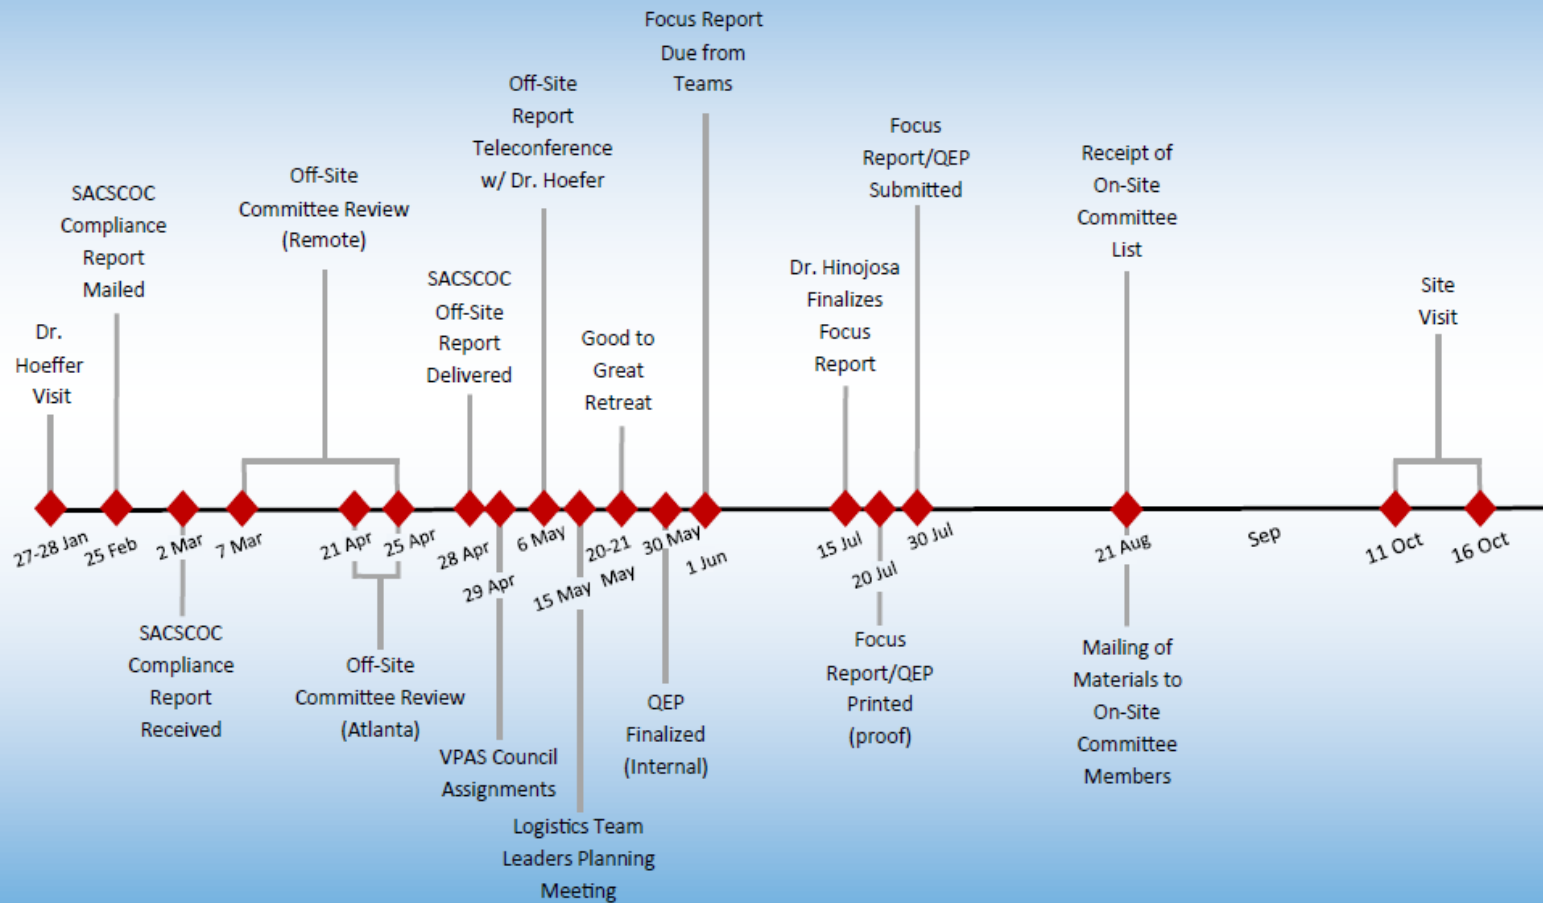 Focus Report
Due from
Teams
Off-Site
Report
Teleconference
w/ Dr. Hoefer
Focus
Report/QEP
Submitted
Receipt of
On-Site
Committee
List
Off-Site
Committee Review
(Remote)
SACSCOC
Compliance
Report
Mailed
Dr. Hinojosa
Finalizes
Focus
Report
SACSCOC
Off-Site
Report
Delivered
Site
Visit
Dr.
Hoeffer
Visit
Good to
Great
Retreat
27-28 Jan
25 Feb
2 Mar
7 Mar
21 Apr
25 Apr
28 Apr
29 Apr
6 May
15 May
20-21
May
30 May
1 Jun
15 Jul
20 Jul
30 Jul
21 Aug
Sep
11 Oct
16 Oct
SACSCOC
Compliance
Report
Received
Off-Site
Committee Review
(Atlanta)
VPAS Council
Assignments
Logistics Team
Leaders Planning
Meeting
QEP
Finalized
(Internal)
Focus
Report/QEP
Printed
(proof)
Mailing of
Materials to
On-Site
Committee
Members